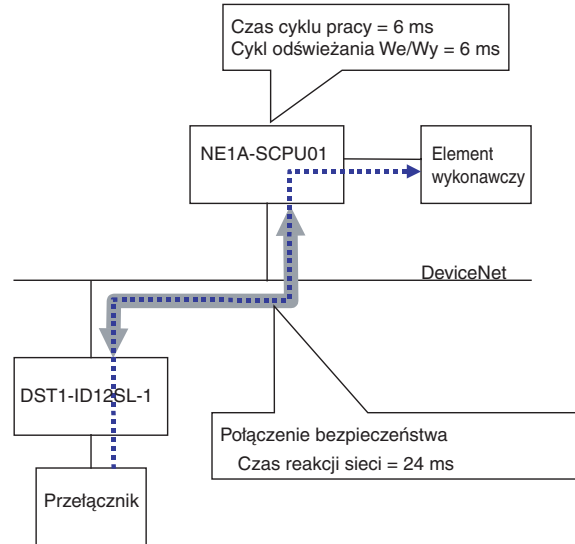 Czas cyklu pracy = 6 ms
Cykl odświeżania We/Wy = 6 ms
NE1A-SCPU01
Element
wykonawczy
DeviceNet
DST1-ID12SL-1
Połączenie bezpieczeństwa
Czas reakcji sieci = 24 ms
Przełącznik